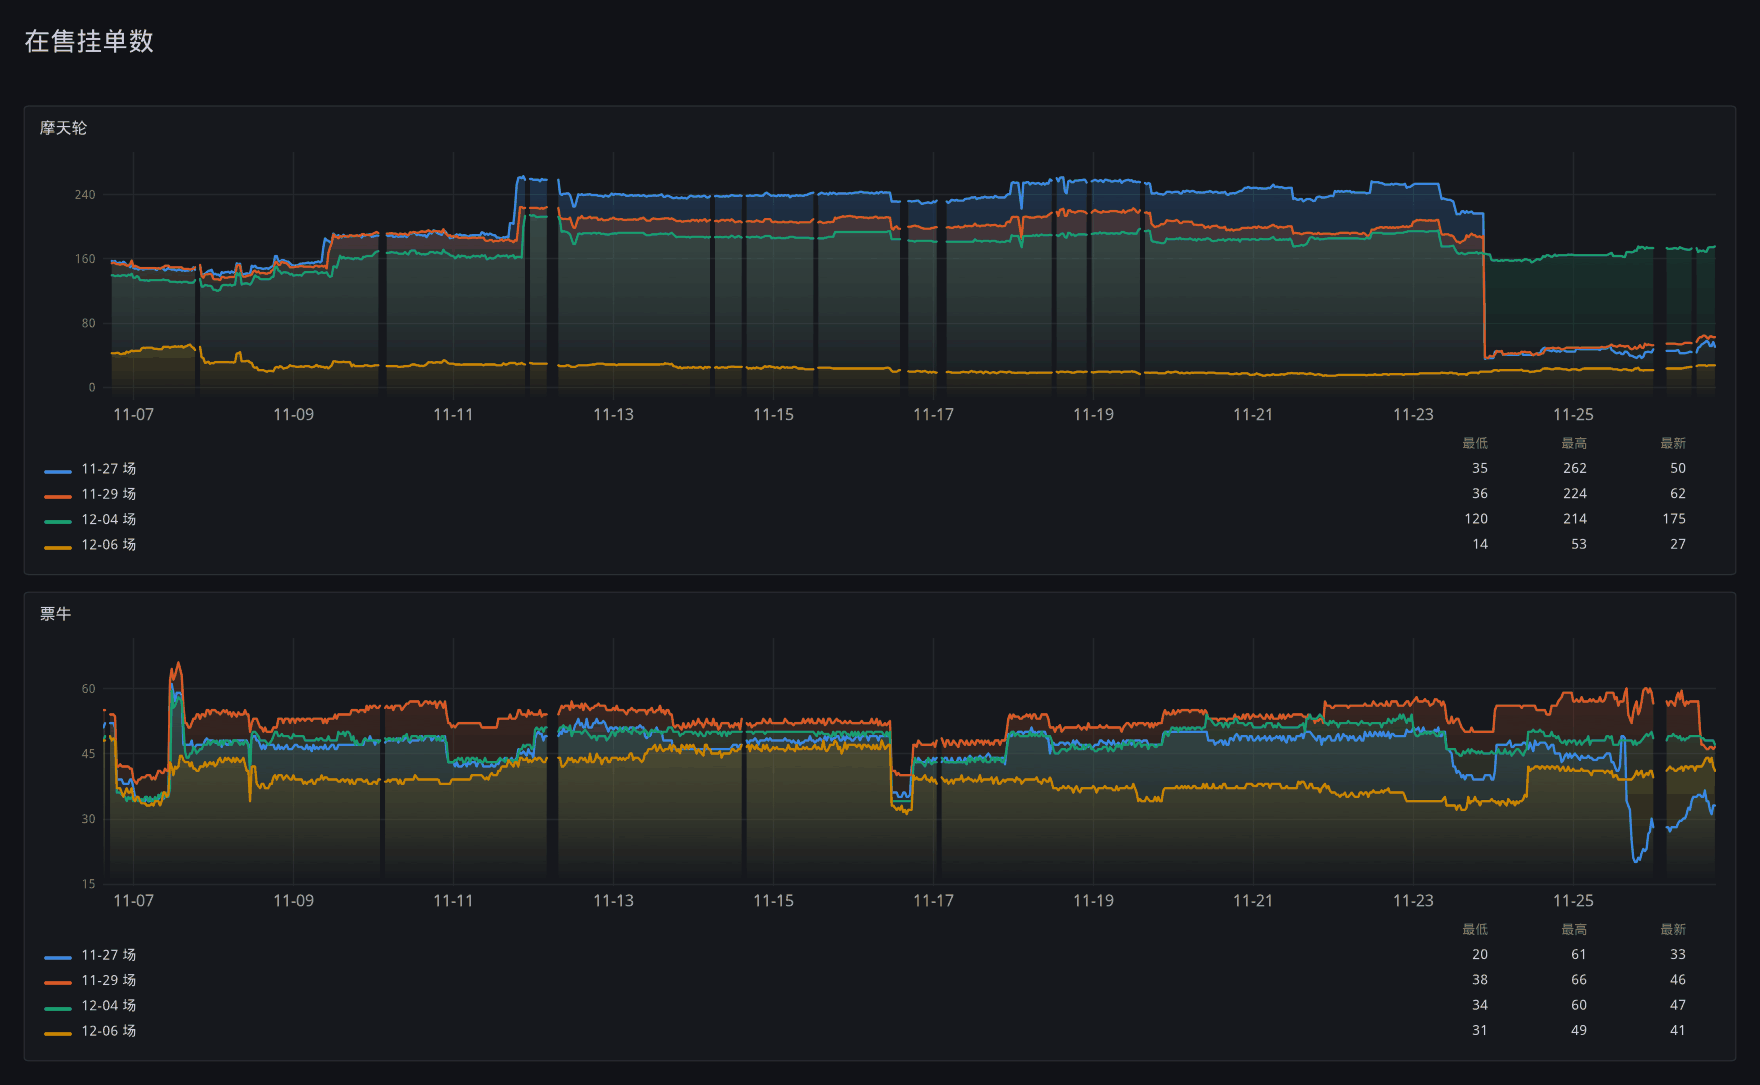 在售挂单数
摩天轮
240
160
80
0
11-07 11-09 11-11 11-13 11-15 11-17 11-19 11-21 11-23 11-25
最低 最高 最新
11-27 场 35 262 50
11-29 场 36 224 62
12-04 场 120 214 175
12-06 场 14 53 27
票牛
60
45
30
15
11-07 11-09 11-11 11-13 11-15 11-17 11-19 11-21 11-23 11-25
最低 最高 最新
11-27 场 20 61 33
11-29 场 38 66 46
12-04 场 34 60 47
12-06 场 31 49 41